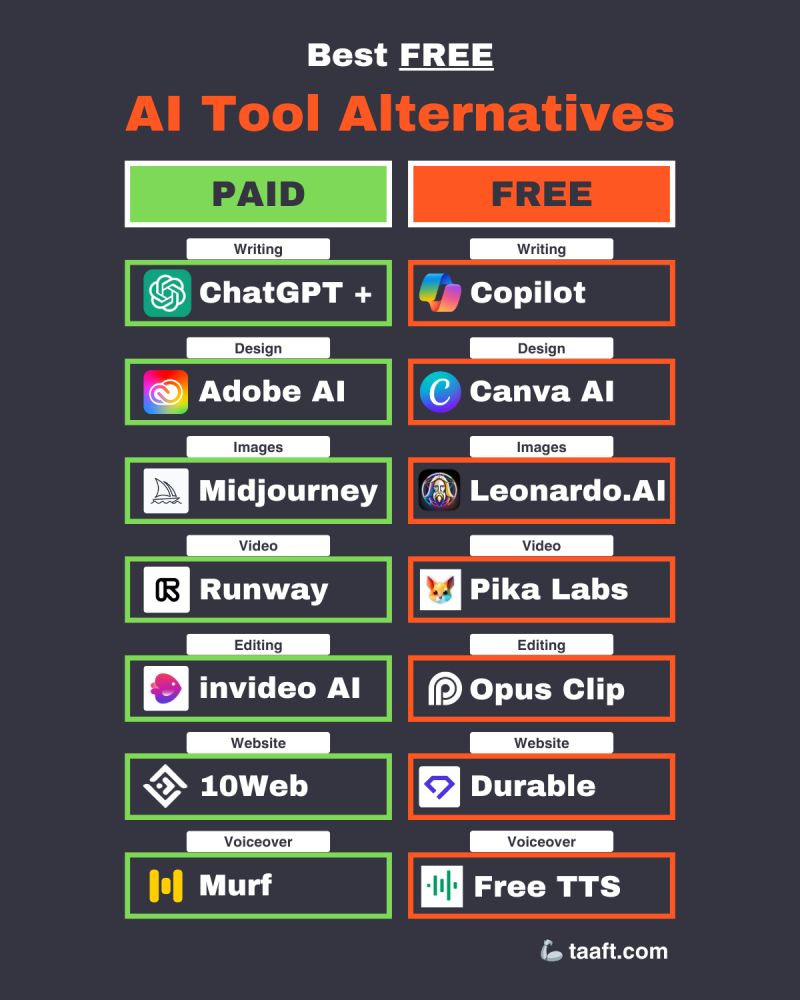 Best FREE
AI Tool Alternatives
PAID FREE
Writing Writing
ChatGPT + Copilot
Design Design
Adobe AI Canva AI
Images Images
Midjourney Leonardo.AI
Video Video
Runway Pika Labs
Editing Editing
invideo AI Opus Clip
Website Website
10Web Durable
Voiceover Voiceover
Murf Free TTS
taaft.com